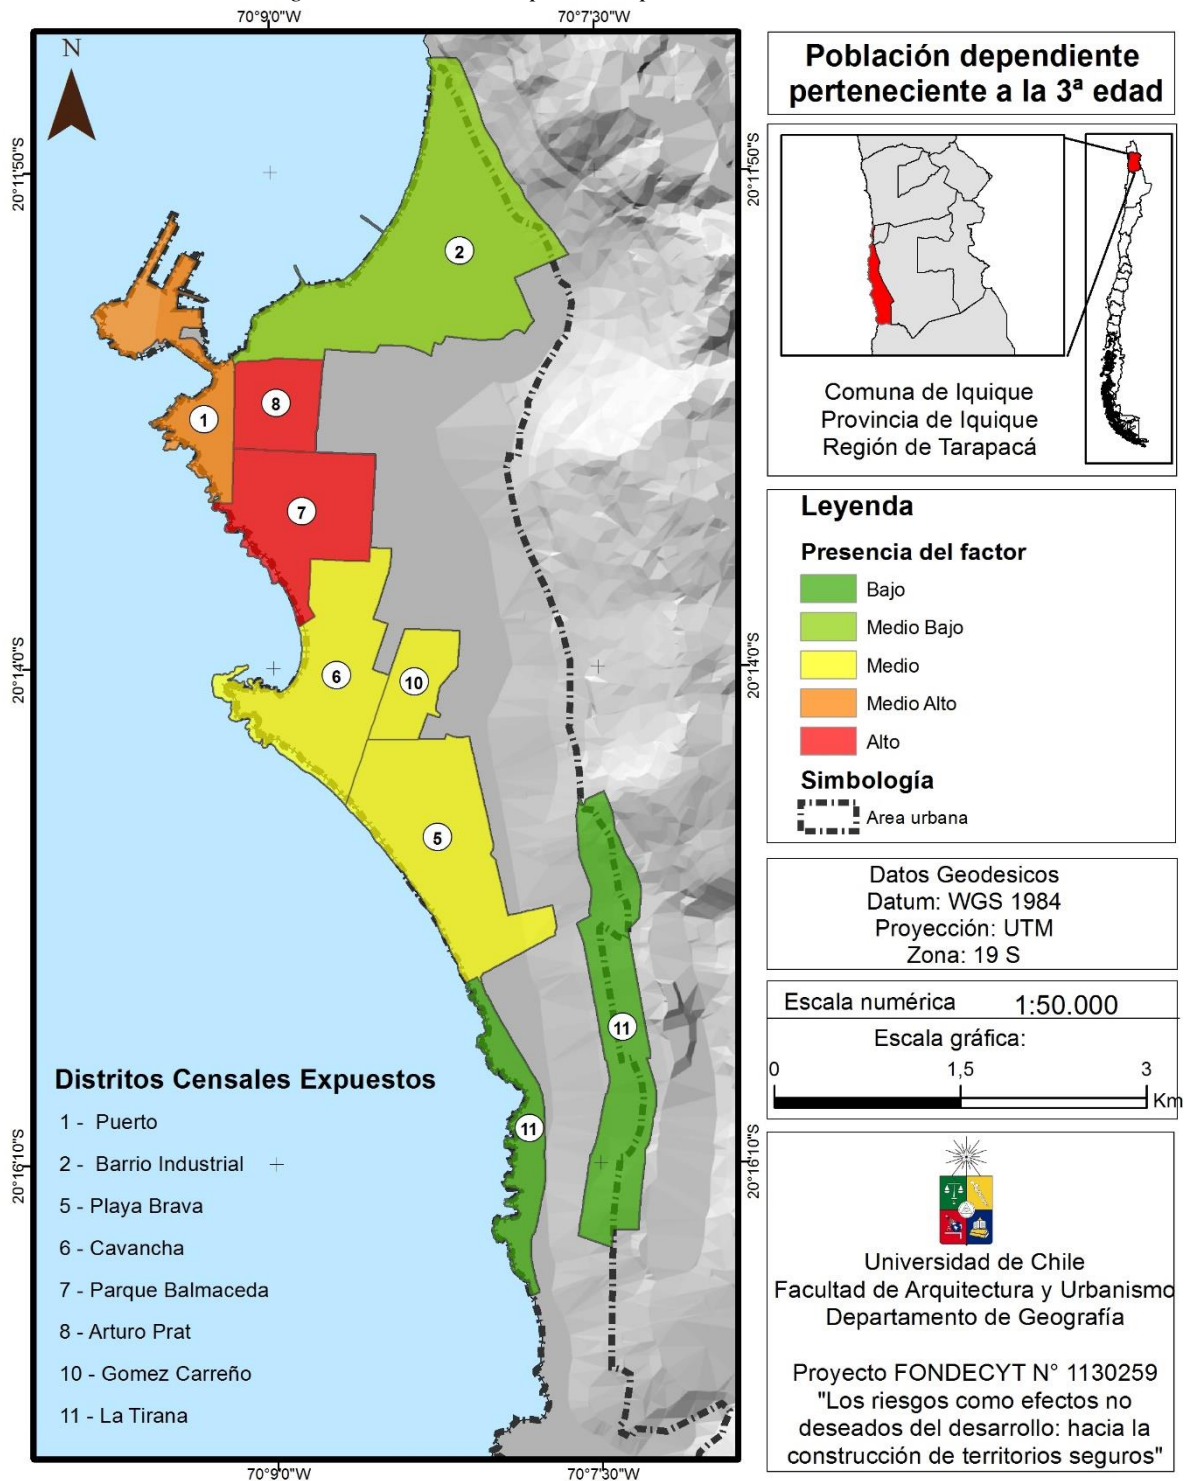 70°9'0"W
70°7'30"W
N
20°11'50"S
20°11'50"S
2
1
8
7
20°14'0"S
20°14'0"S
6
10
5
11
11
20°16'10"S
20°16'10"S
Distritos Censales Expuestos
1 - Puerto
2 - Barrio Industrial
5 - Playa Brava
6 - Cavancha
7 - Parque Balmaceda
8 - Arturo Prat
10 - Gomez Carreño
11 - La Tirana
70°9'0"W
70°7'30"W
Población dependiente
perteneciente a la 3ª edad
Comuna de Iquique
Provincia de Iquique
Región de Tarapacá
Leyenda
Presencia del factor
Bajo
Medio Bajo
Medio
Medio Alto
Alto
Simbología
Area urbana
Datos Geodesicos
Datum: WGS 1984
Proyección: UTM
Zona: 19 S
Escala numérica 1:50.000
Escala gráfica:
0 1,5 3
Km
Universidad de Chile
Facultad de Arquitectura y Urbanismo
Departamento de Geografía
Proyecto FONDECYT N° 1130259
"Los riesgos como efectos no
deseados del desarrollo: hacia la
construcción de territorios seguros"